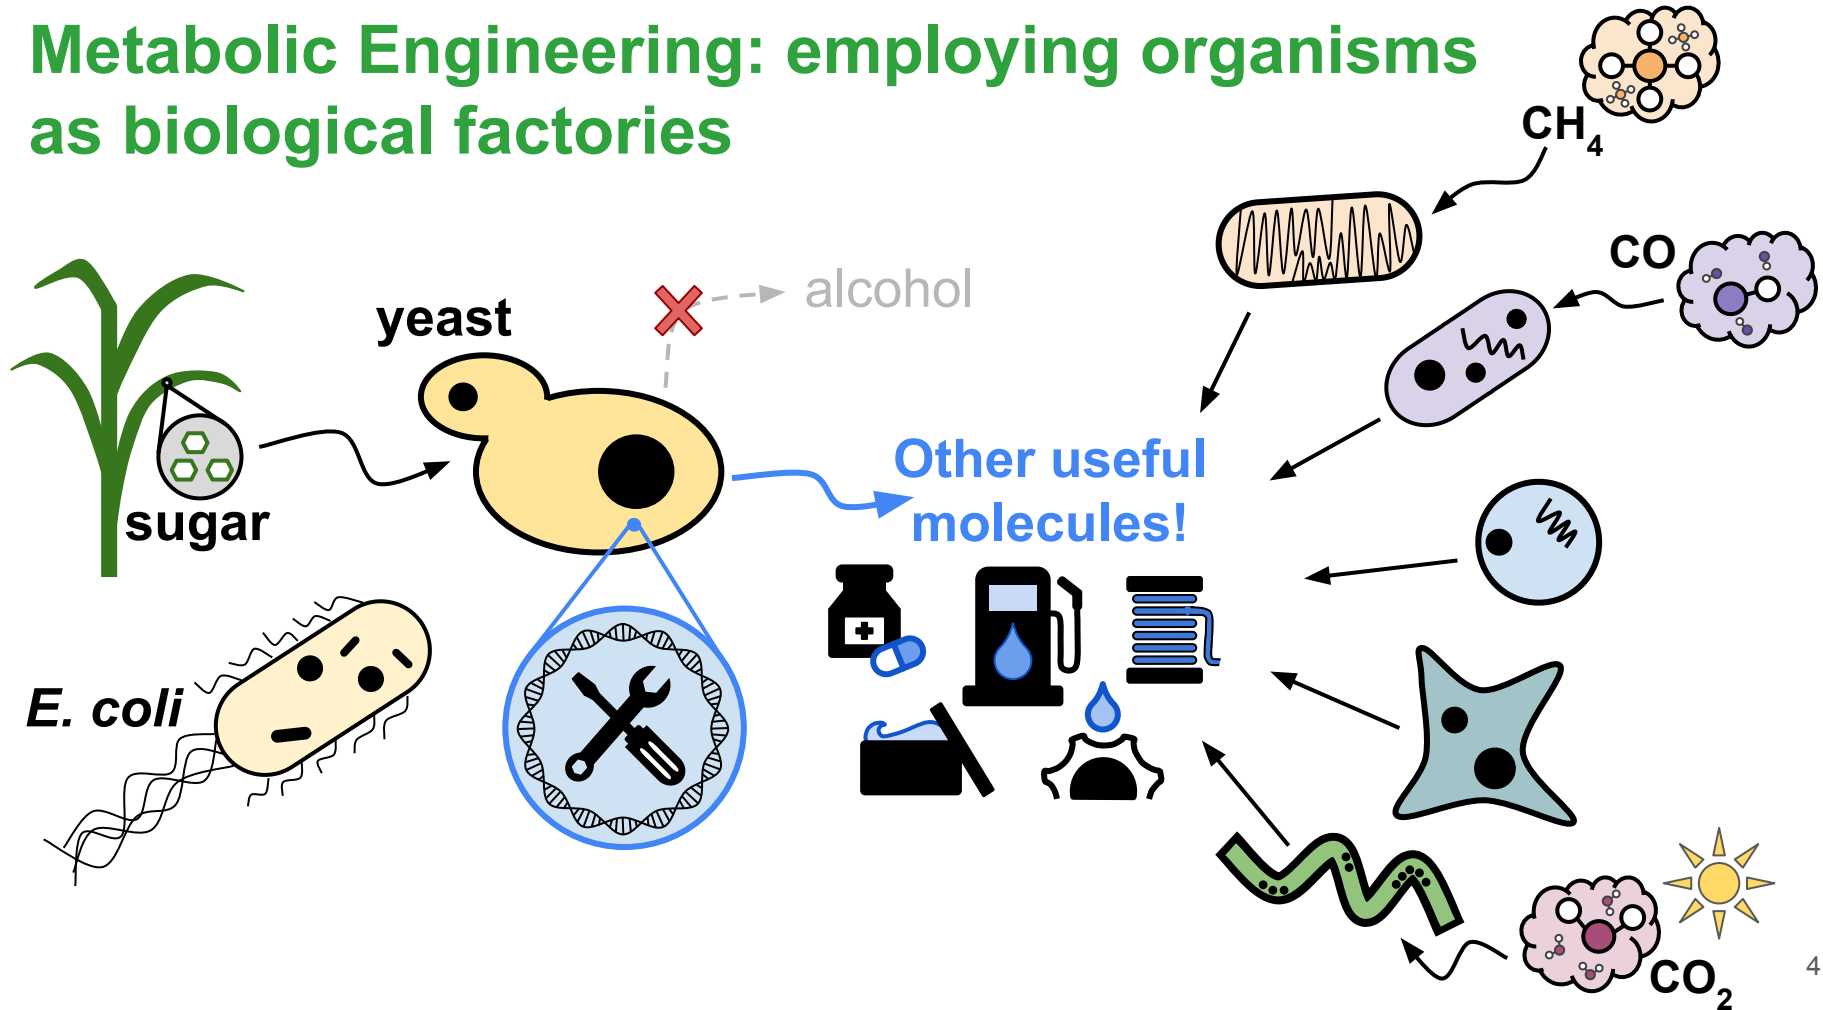 Metabolic Engineering: employing organisms
as biological factories
CH4
CO
alcohol
yeast
Other useful
molecules!
sugar
E. coli
CO2
4